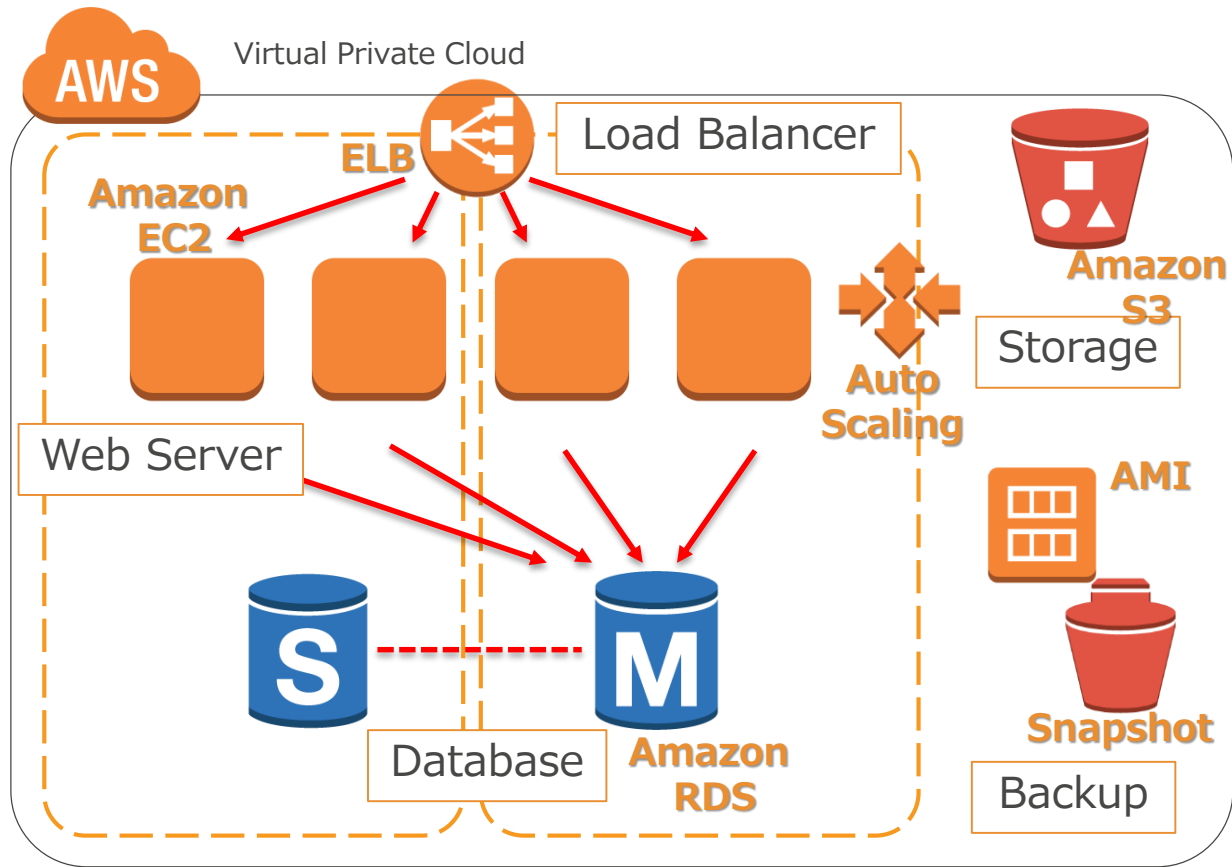 AWS
Virtual Private Cloud
Load Balancer
ELB
Amazon
EC2
Amazon
S3
Storage
Auto
Scaling
Web Server
AMI
S
M
Snapshot
Database
Amazon
RDS
Backup